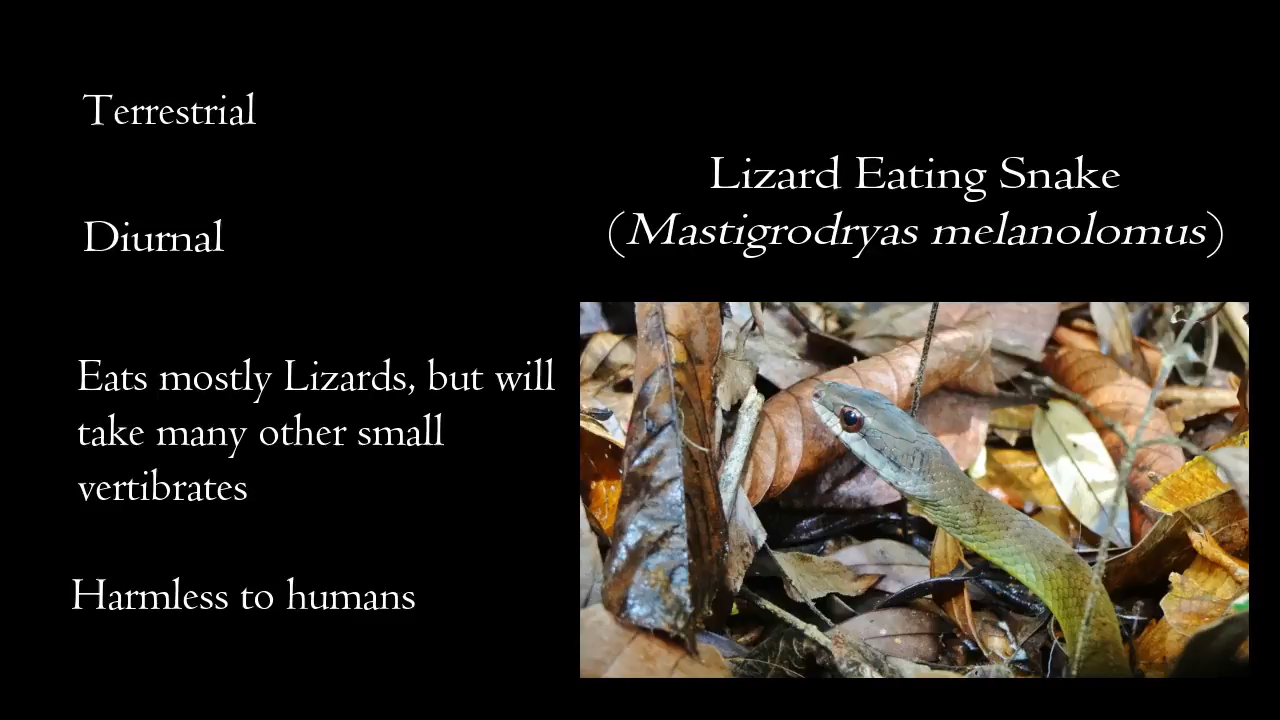 Terrestrial
Diurnal
Eats mostly Lizards, but will
take many other small
vertibrates
Harmless to humans
Lizard Eating Snake
(Mastigrodryas melanolomus)